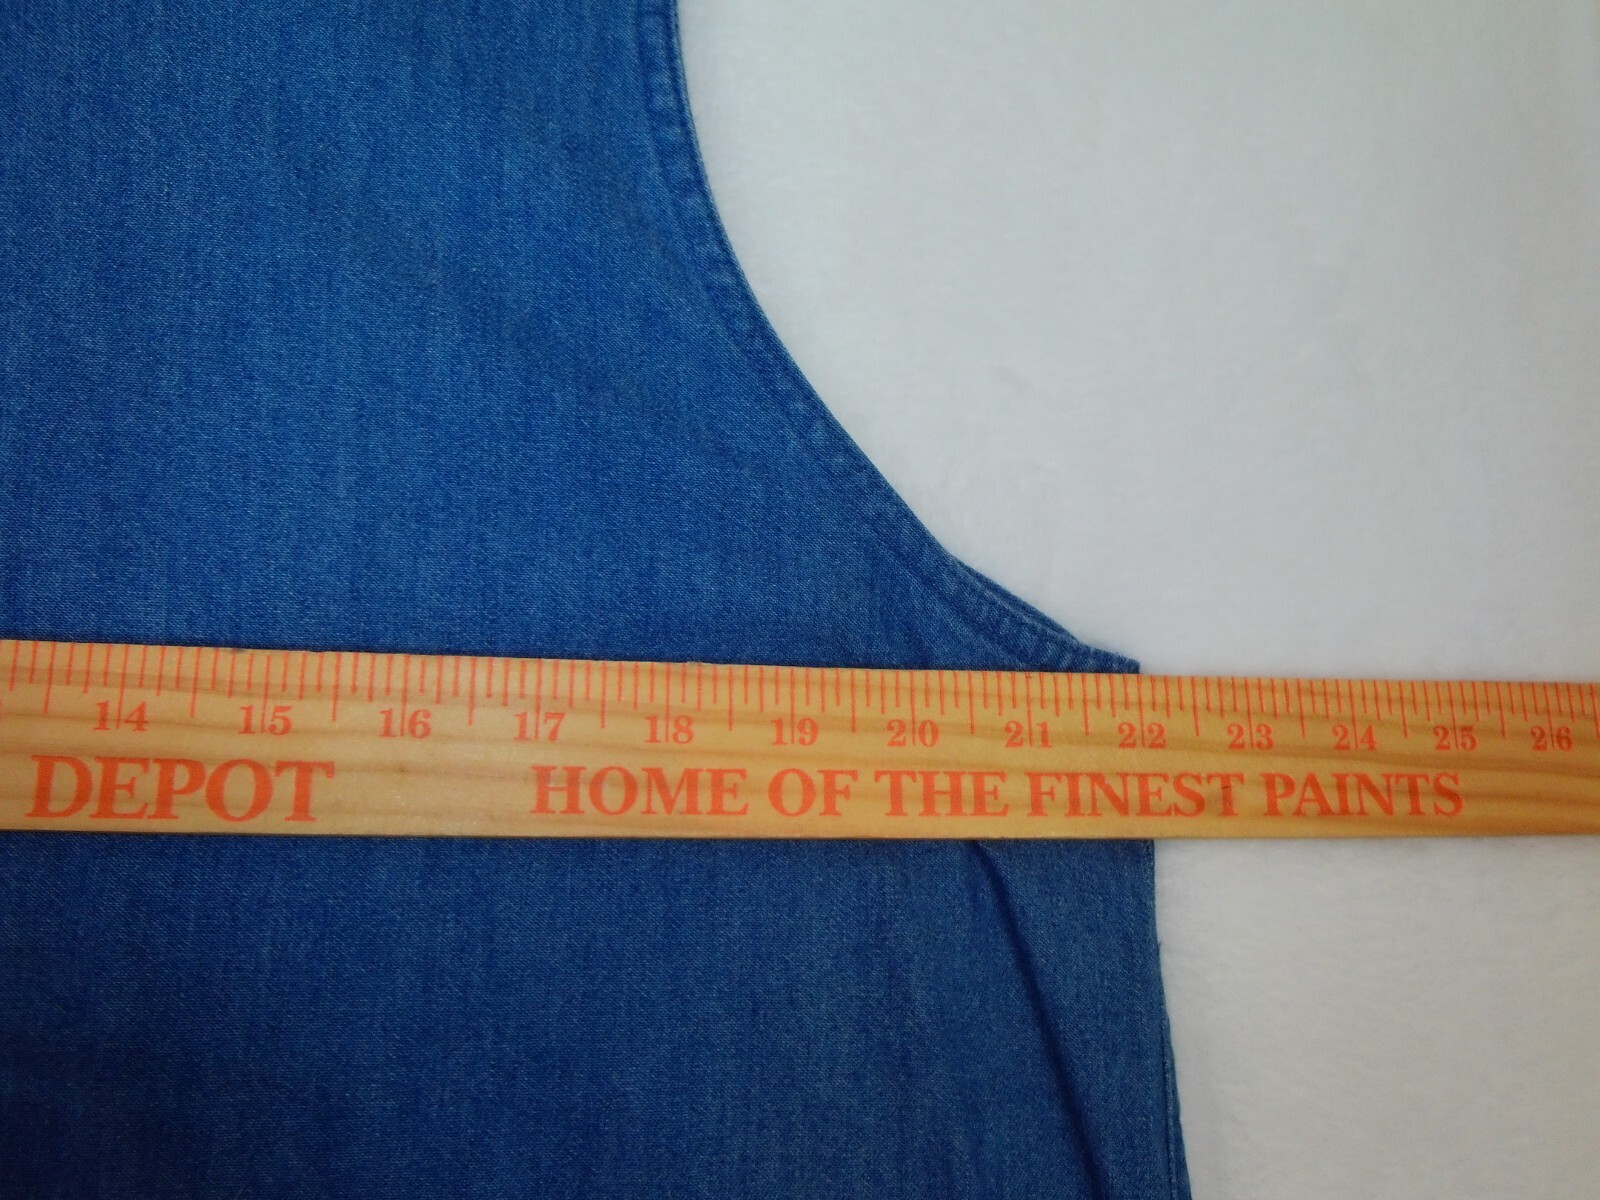 14 15 16 17 18 19 20 21 22 23 24 25 26
DEPOT HOME OF THE FINEST PAINTS